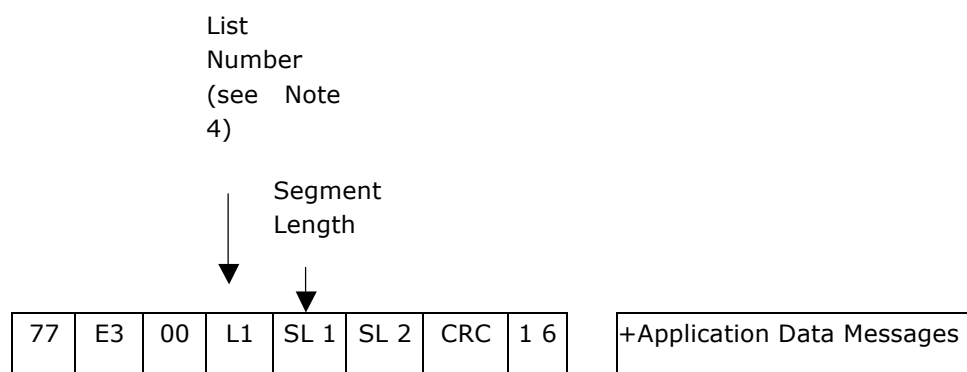 List
Number
(see Note
4)
Segment
Length
77 E3 00 L1 SL 1 SL 2 CRC 1 6 +Application Data Messages